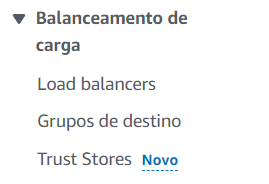 Balanceamento de
carga
Load balancers
Grupos de destino
Trust Stores Novo